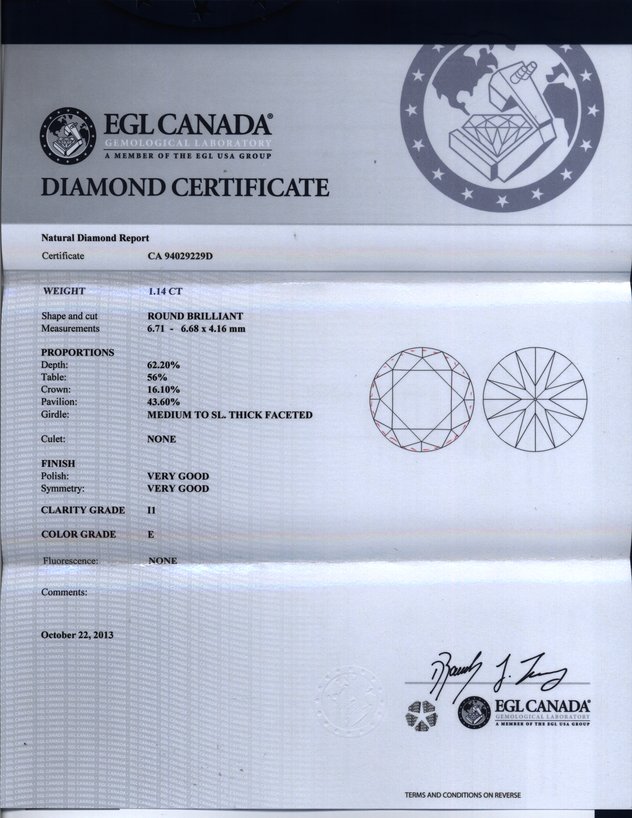 EGL CANADA®
GEMOLOGICAL LABORATORY
A MEMBER OF THE EGL USA GROUP
DIAMOND CERTIFICATE
Natural Diamond Report
Certificate CA 94029229D
WEIGHT 1.14 CT
Shape and cut ROUND BRILLIANT
Measurements 6.71 - 6.68 x 4.16 mm
PROPORTIONS
Depth: 62.20%
Table: 56%
Crown: 16.10%
Pavilion: 43.60%
Girdle: MEDIUM TO SL. THICK FACETED
Culet: NONE
FINISH
Polish: VERY GOOD
Symmetry: VERY GOOD
CLARITY GRADE I1
COLOR GRADE E
Fluorescence: NONE
Comments:
October 22, 2013
EGL CANADA®
GEMOLOGICAL LABORATORY
A MEMBER OF THE EGL USA GROUP
TERMS AND CONDITIONS ON REVERSE